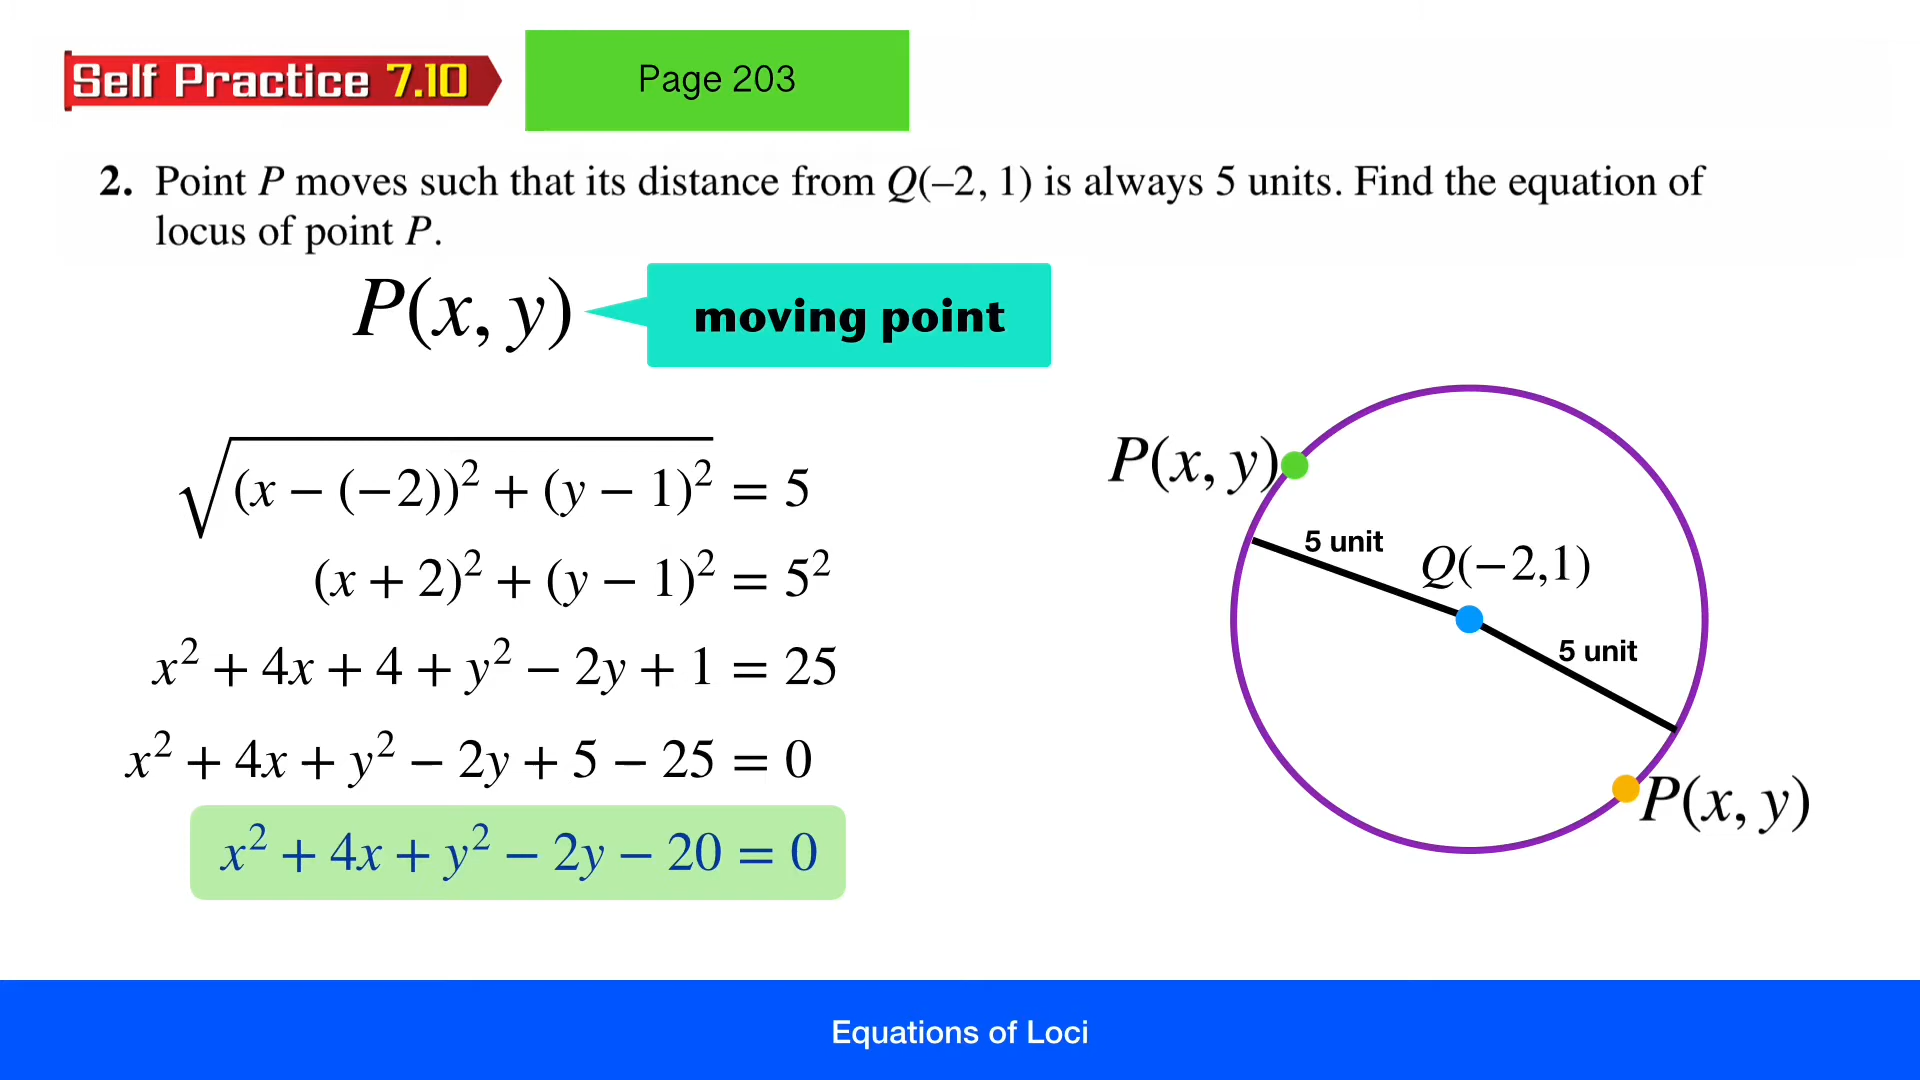 Self Practice 7.10
Page 203
2. Point P moves such that its distance from Q(–2, 1) is always 5 units. Find the equation of
locus of point P.
P(x, y)
moving point
√((x − (−2))² + (y − 1)²) = 5
(x + 2)² + (y − 1)² = 5²
x² + 4x + 4 + y² − 2y + 1 = 25
x² + 4x + y² − 2y + 5 − 25 = 0
x² + 4x + y² − 2y − 20 = 0
P(x, y)
5 unit
Q(−2,1)
5 unit
P(x, y)
Equations of Loci